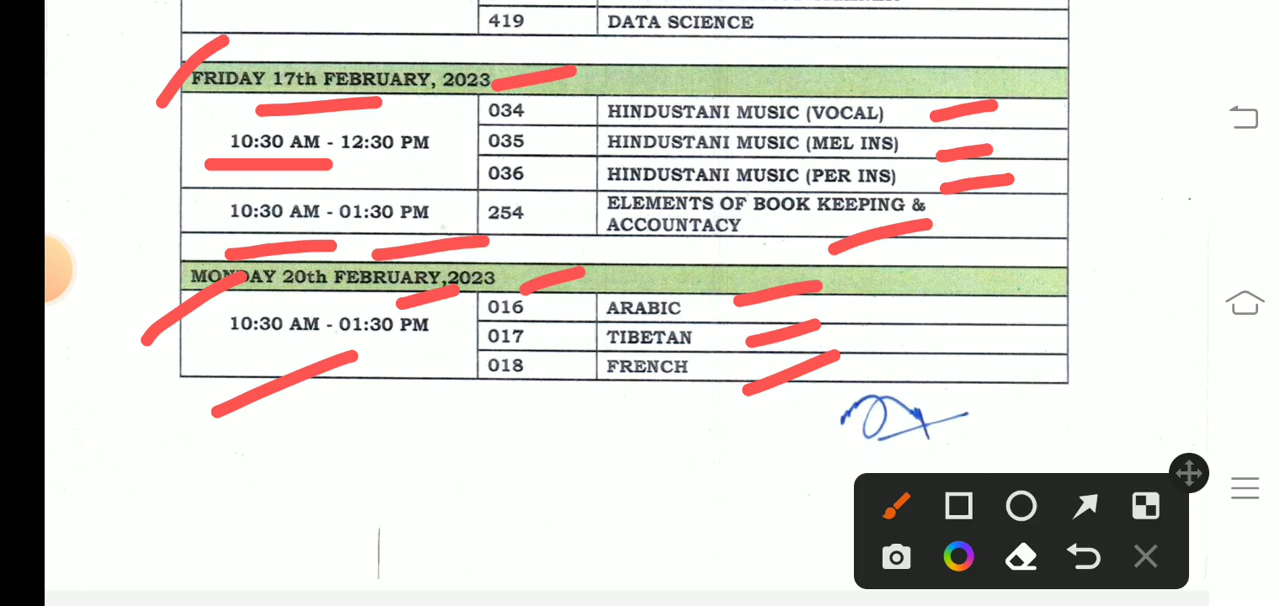 419 DATA SCIENCE
FRIDAY 17th FEBRUARY, 2023
034 HINDUSTANI MUSIC (VOCAL)
10:30 AM - 12:30 PM 035 HINDUSTANI MUSIC (MEL INS)
036 HINDUSTANI MUSIC (PER INS)
10:30 AM - 01:30 PM 254 ELEMENTS OF BOOK KEEPING &
ACCOUNTACY
MONDAY 20th FEBRUARY,2023
016 ARABIC
10:30 AM - 01:30 PM
017 TIBETAN
018 FRENCH